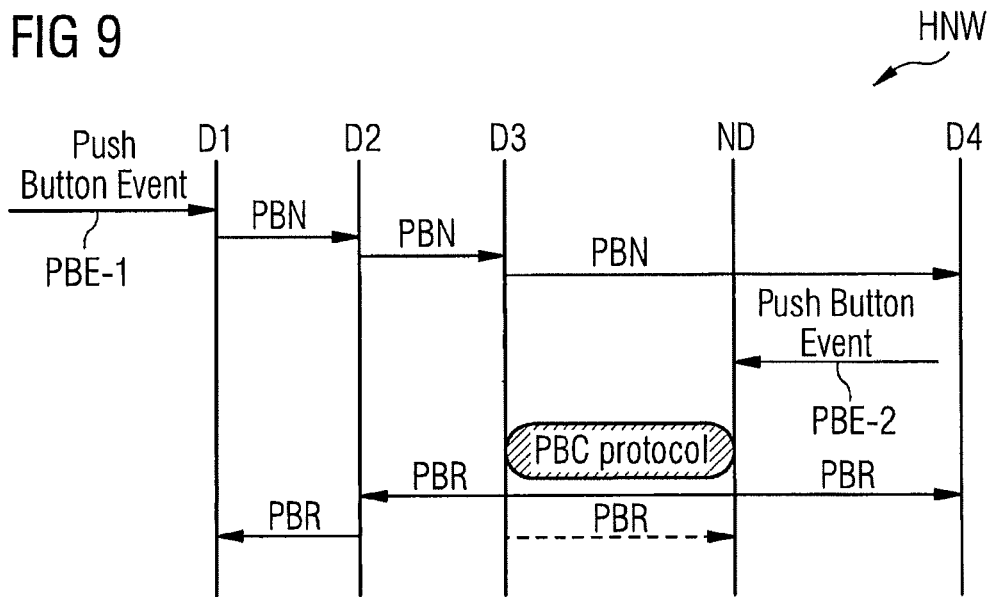 FIG 9
HNW
D1
D2
D3
ND
D4
Push
Button Event
PBE-1
PBN
PBN
PBN
Push Button
Event
PBE-2
PBC protocol
PBR
PBR
PBR
PBR